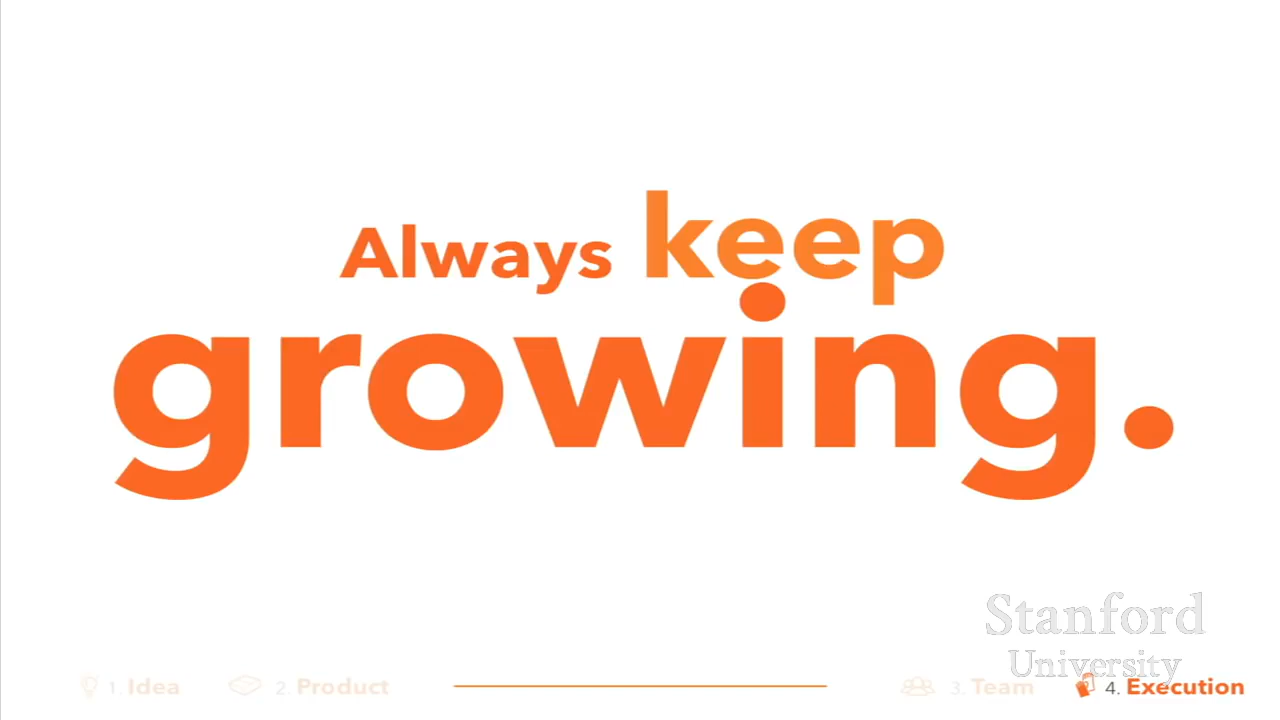 Always keep
growing.
Stanford
University
1. Idea
2. Product
3. Team
4. Execution